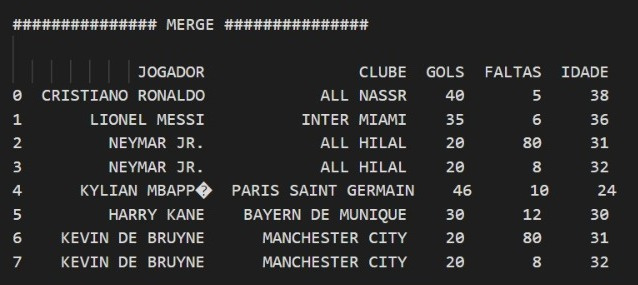 ############### MERGE ###############
JOGADOR CLUBE GOLS FALTAS IDADE
0 CRISTIANO RONALDO ALL NASSR 40 5 38
1 LIONEL MESSI INTER MIAMI 35 6 36
2 NEYMAR JR. ALL HILAL 20 80 31
3 NEYMAR JR. ALL HILAL 20 8 32
4 KYLIAN MBAPP� PARIS SAINT GERMAIN 46 10 24
5 HARRY KANE BAYERN DE MUNIQUE 30 12 30
6 KEVIN DE BRUYNE MANCHESTER CITY 20 80 31
7 KEVIN DE BRUYNE MANCHESTER CITY 20 8 32